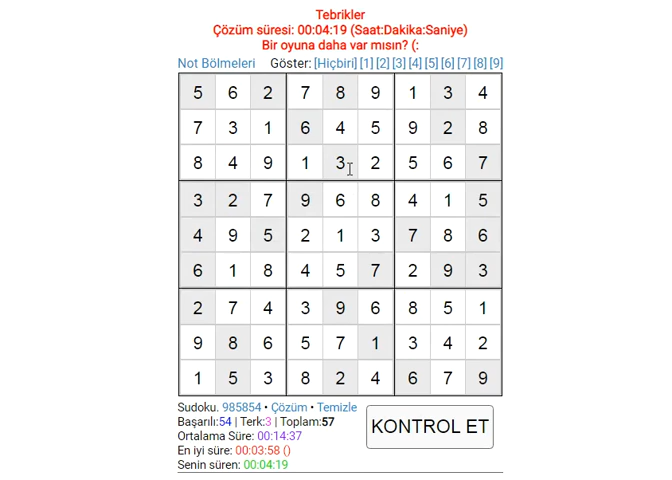 Tebrikler
Çözüm süresi: 00:04:19 (Saat:Dakika:Saniye)
Bir oyuna daha var mısın? (:
Not Bölmeleri Göster: [Hiçbiri] [1] [2] [3] [4] [5] [6] [7] [8] [9]
5 6 2 7 8 9 1 3 4
7 3 1 6 4 5 9 2 8
8 4 9 1 3 2 5 6 7
3 2 7 9 6 8 4 1 5
4 9 5 2 1 3 7 8 6
6 1 8 4 5 7 2 9 3
2 7 4 3 9 6 8 5 1
9 8 6 5 7 1 3 4 2
1 5 3 8 2 4 6 7 9
Sudoku. 985854 • Çözüm • Temizle
Başarılı:54 | Terk:3 | Toplam:57
Ortalama Süre: 00:14:37
En iyi süre: 00:03:58 ()
Senin süren: 00:04:19
KONTROL ET